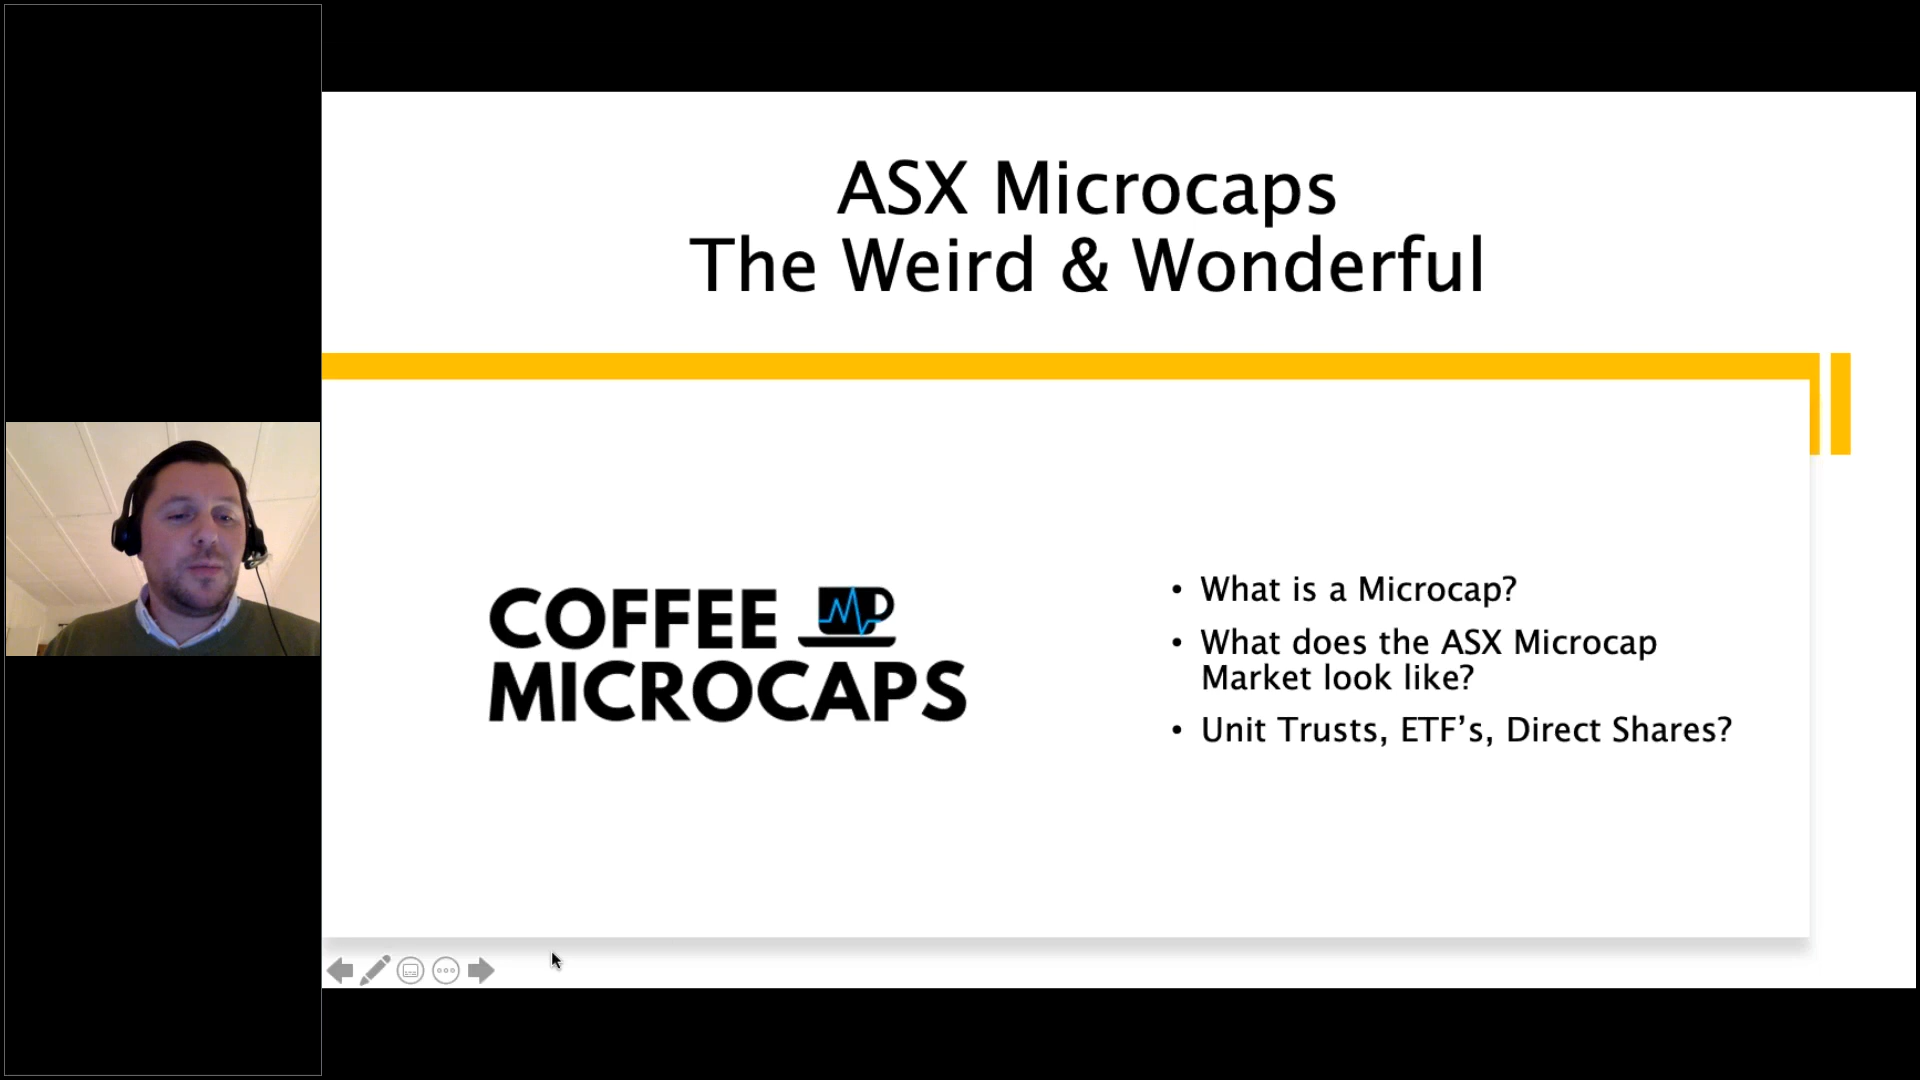 ASX Microcaps
The Weird & Wonderful
COFFEE
MICROCAPS
• What is a Microcap?
• What does the ASX Microcap
Market look like?
• Unit Trusts, ETF’s, Direct Shares?